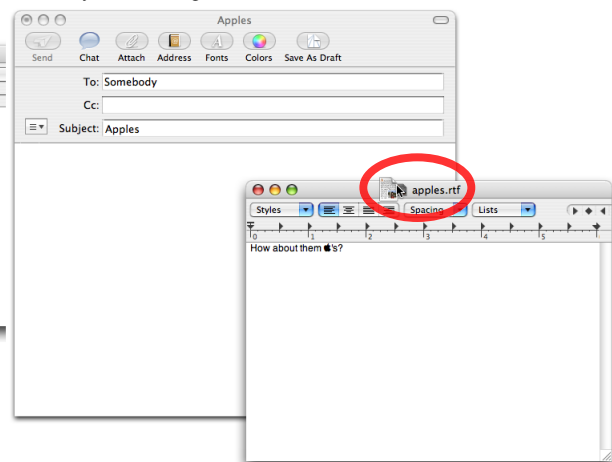 Apples
Send Chat Attach Address Fonts Colors Save As Draft
To: Somebody
Cc:
Subject: Apples
apples.rtf
Styles Spacing Lists
0 1 2 3 4 5
How about them 's?